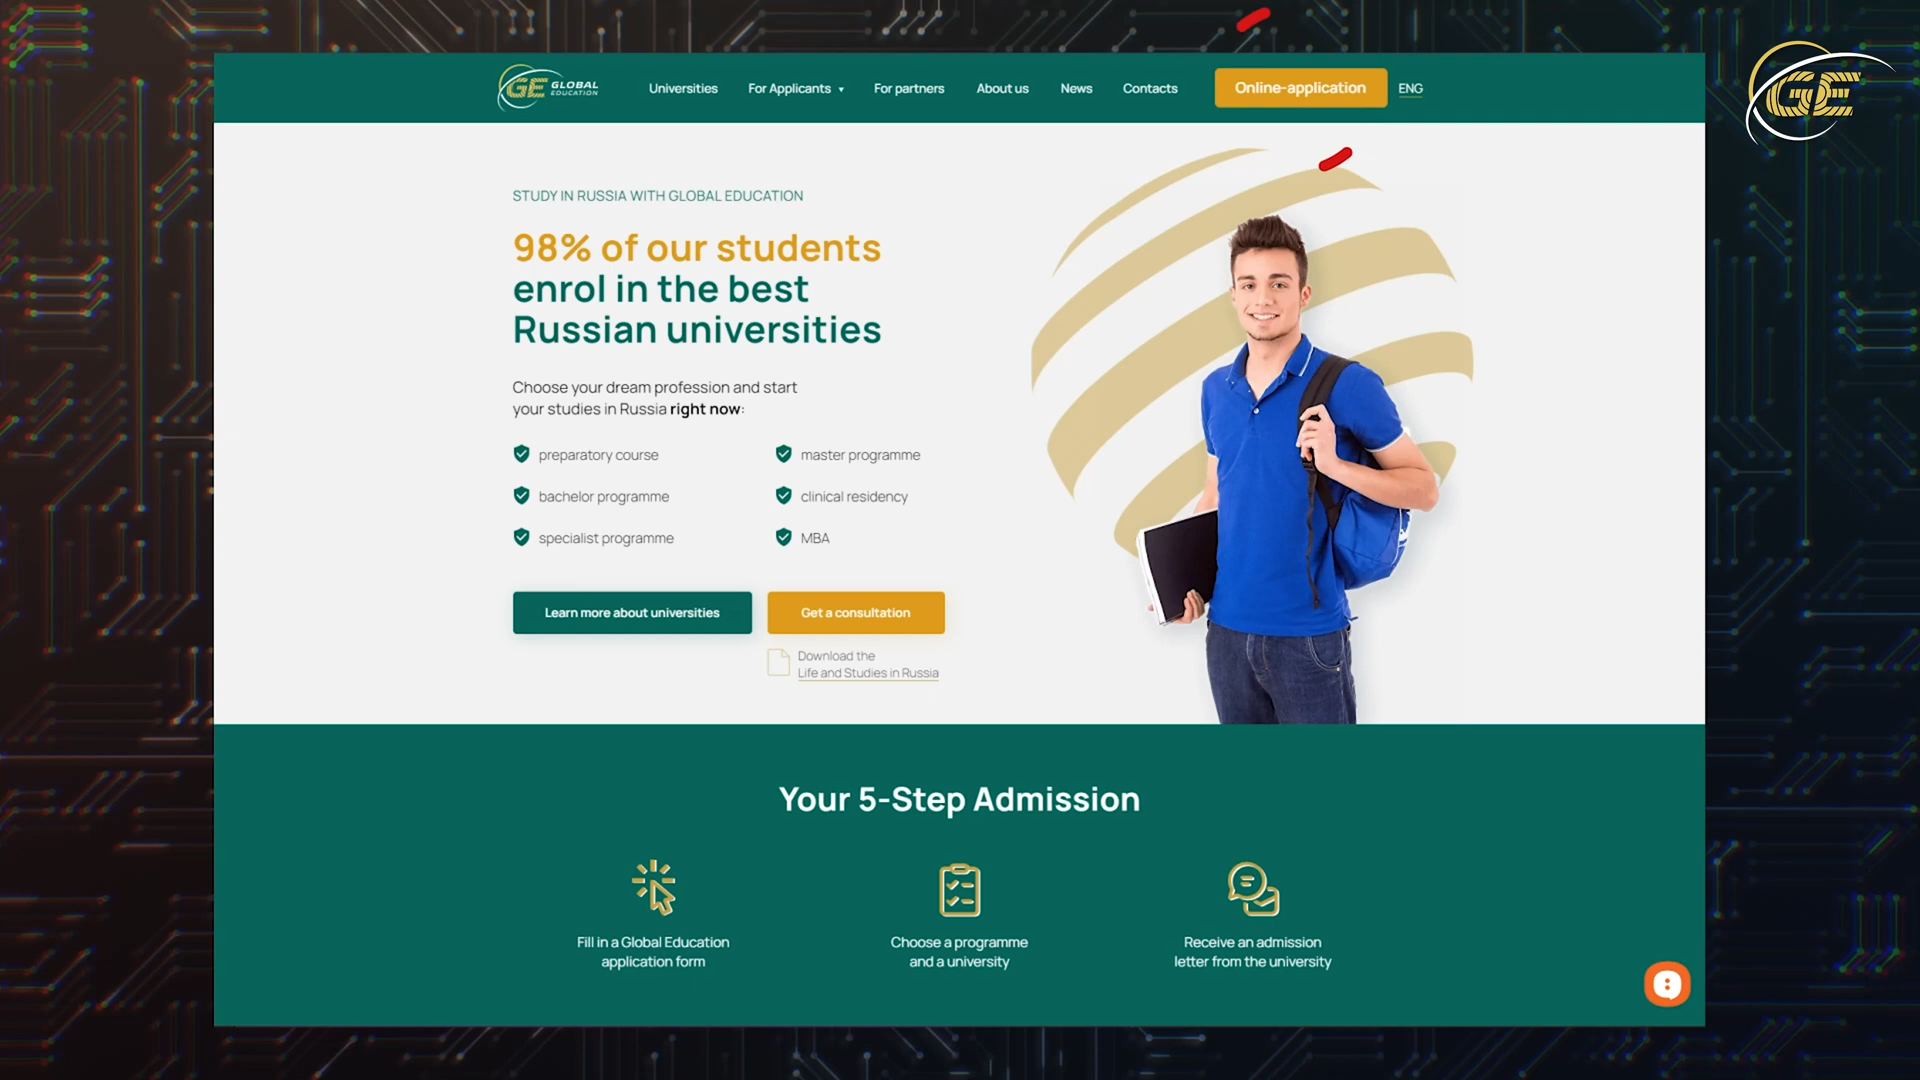 GE GLOBAL
EDUCATION
Universities
For Applicants
For partners
About us
News
Contacts
Online-application
ENG
GE
STUDY IN RUSSIA WITH GLOBAL EDUCATION
98% of our students
enrol in the best
Russian universities
Choose your dream profession and start
your studies in Russia right now:
preparatory course
master programme
bachelor programme
clinical residency
specialist programme
MBA
Learn more about universities
Get a consultation
Download the
Life and Studies in Russia
Your 5-Step Admission
Fill in a Global Education
application form
Choose a programme
and a university
Receive an admission
letter from the university